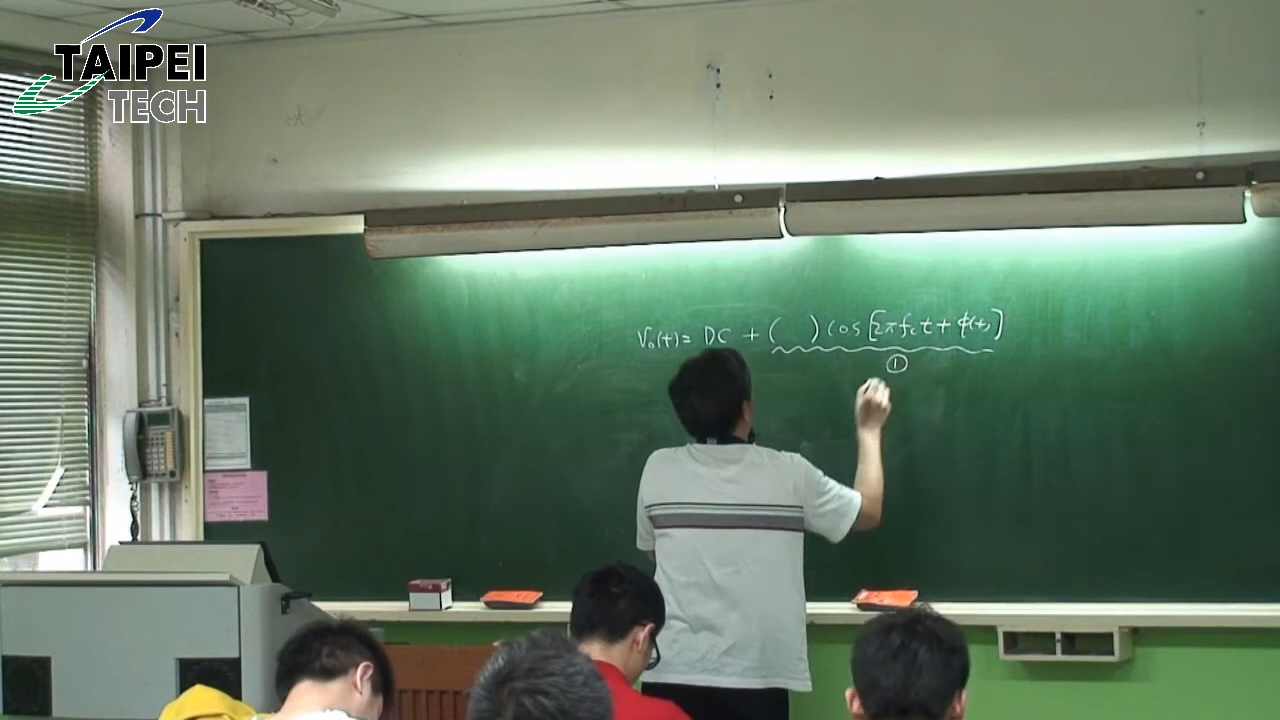 TAIPEI
TECH
V₀(t) = DC + (   ) cos [2πf꜀t + φ(t)]
①